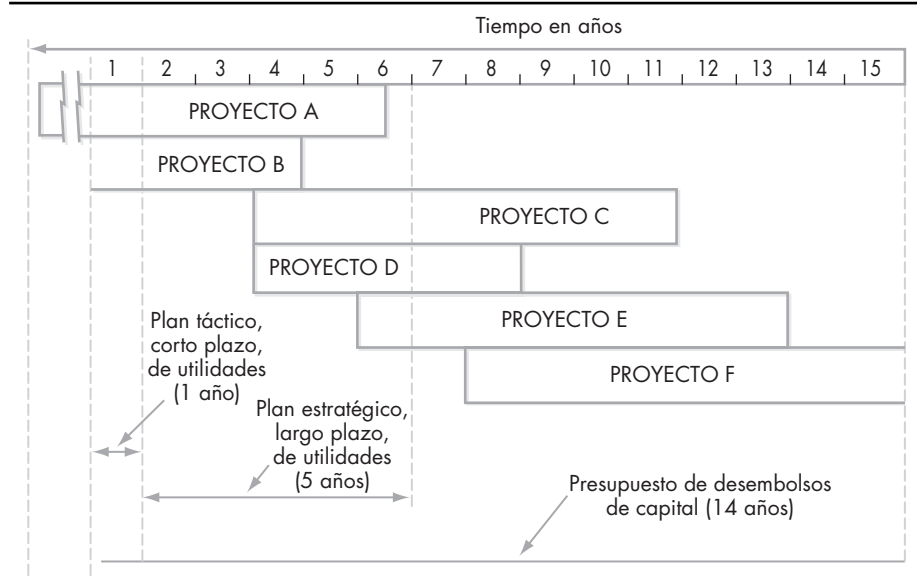 Tiempo en años
1 2 3 4 5 6 7 8 9 10 11 12 13 14 15
PROYECTO A
PROYECTO B
PROYECTO C
PROYECTO D
PROYECTO E
PROYECTO F
Plan táctico,
corto plazo,
de utilidades
(1 año)
Plan estratégico,
largo plazo,
de utilidades
(5 años)
Presupuesto de desembolsos
de capital (14 años)